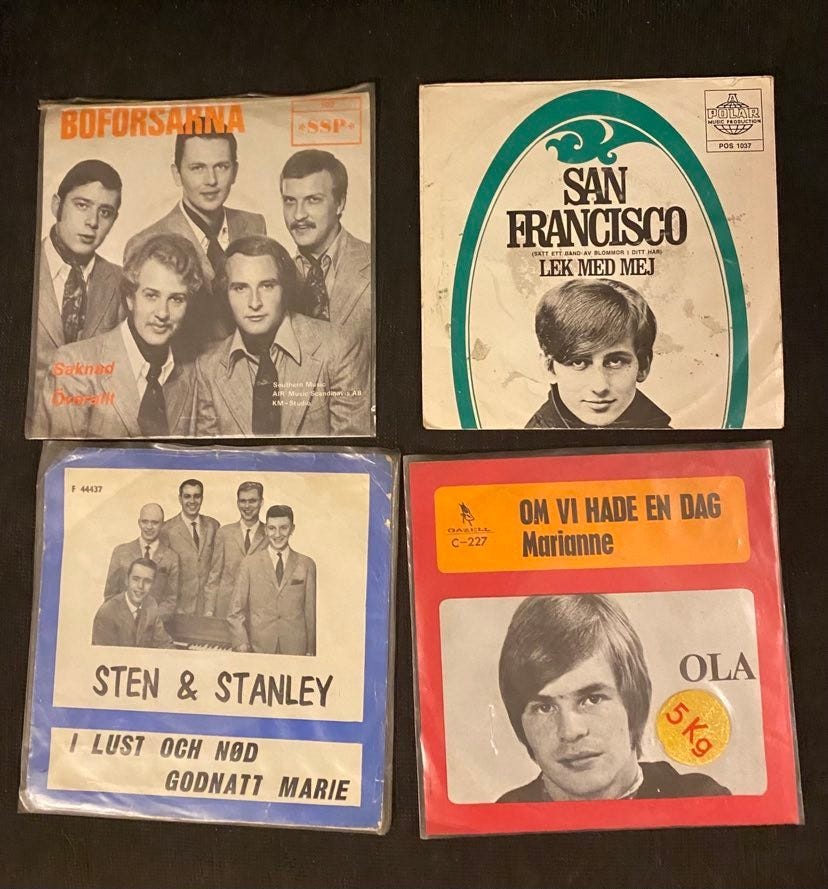 BOFORSARNA
*SSP*
Saknad
Överallt
Southern Music
AIR Music Scandinavia AB
KM-Studio
A
POLAR
MUSIC PRODUCTION
POS 1037
SAN
FRANCISCO
(SÄTT ETT BAND AV BLOMMOR I DITT HÅR)
LEK MED MEJ
F 44437
STEN & STANLEY
I LUST OCH NØD
GODNATT MARIE
GAZELL
C-227
OM VI HADE EN DAG
Marianne
OLA
5 Kg